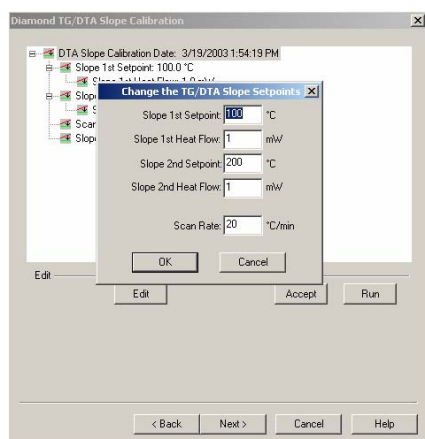 Diamond TG/DTA Slope Calibration
DTA Slope Calibration Date: 3/19/2003 1:54:19 PM
Slope 1st Setpoint: 100.0 °C
Change the TG/DTA Slope Setpoints
Slope 1st Setpoint: 100 °C
Slope 1st Heat Flow: 1 mW
Slope 2nd Setpoint: 200 °C
Slope 2nd Heat Flow: 1 mW
Scan Rate: 20 °C/min
OK Cancel
Edit
Edit Accept Run
< Back Next > Cancel Help